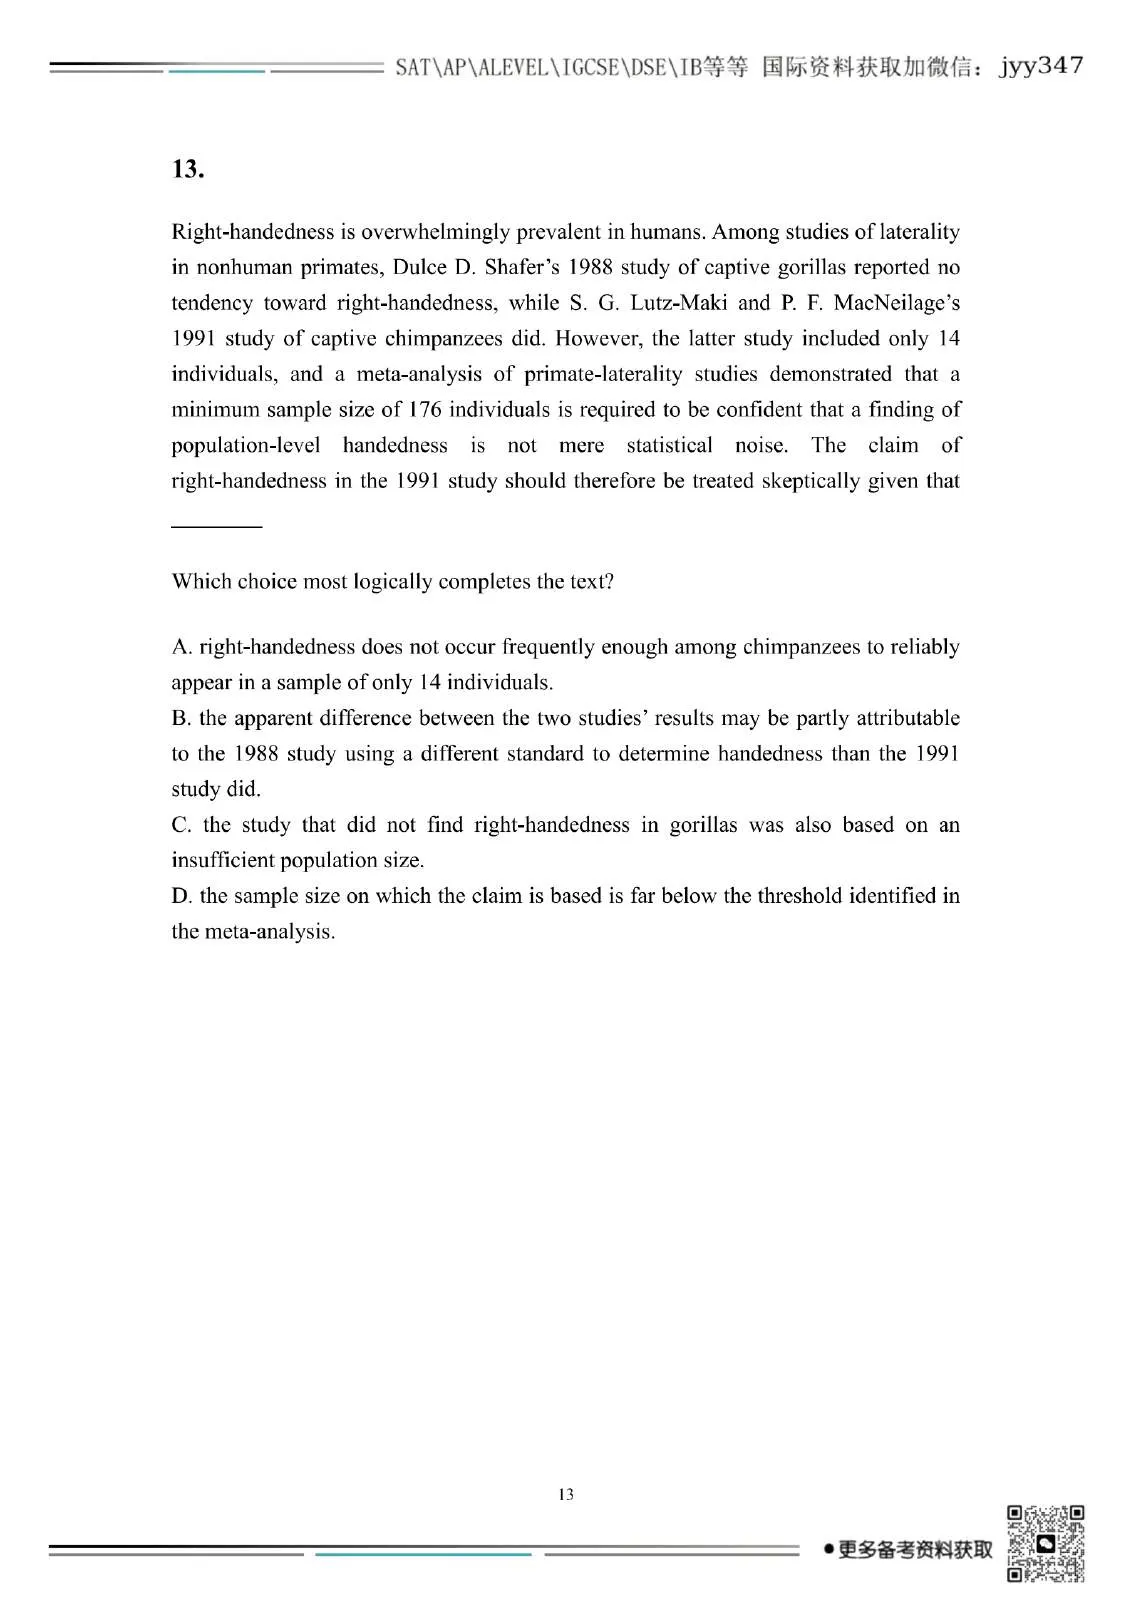 SAT\AP\ALEVEL\IGCSE\DSE\IB等等 国际资料获取加微信：jyy347
13.
Right-handedness is overwhelmingly prevalent in humans. Among studies of laterality
in nonhuman primates, Dulce D. Shafer’s 1988 study of captive gorillas reported no
tendency toward right-handedness, while S. G. Lutz-Maki and P. F. MacNeilage’s
1991 study of captive chimpanzees did. However, the latter study included only 14
individuals, and a meta-analysis of primate-laterality studies demonstrated that a
minimum sample size of 176 individuals is required to be confident that a finding of
population-level handedness is not mere statistical noise. The claim of
right-handedness in the 1991 study should therefore be treated skeptically given that
________
Which choice most logically completes the text?
A. right-handedness does not occur frequently enough among chimpanzees to reliably
appear in a sample of only 14 individuals.
B. the apparent difference between the two studies’ results may be partly attributable
to the 1988 study using a different standard to determine handedness than the 1991
study did.
C. the study that did not find right-handedness in gorillas was also based on an
insufficient population size.
D. the sample size on which the claim is based is far below the threshold identified in
the meta-analysis.
13
●更多备考资料获取